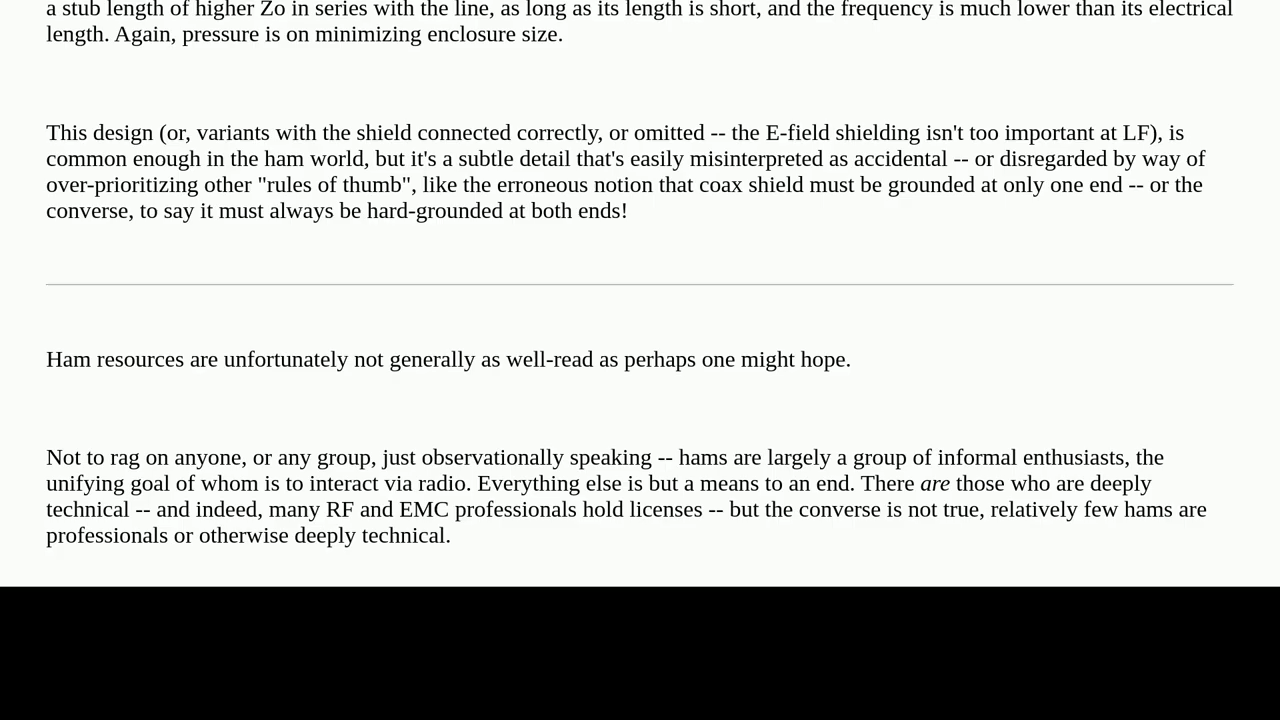 a stub length of higher Zo in series with the line, as long as its length is short, and the frequency is much lower than its electrical
length. Again, pressure is on minimizing enclosure size.
This design (or, variants with the shield connected correctly, or omitted -- the E-field shielding isn't too important at LF), is
common enough in the ham world, but it's a subtle detail that's easily misinterpreted as accidental -- or disregarded by way of
over-prioritizing other "rules of thumb", like the erroneous notion that coax shield must be grounded at only one end -- or the
converse, to say it must always be hard-grounded at both ends!
Ham resources are unfortunately not generally as well-read as perhaps one might hope.
Not to rag on anyone, or any group, just observationally speaking -- hams are largely a group of informal enthusiasts, the
unifying goal of whom is to interact via radio. Everything else is but a means to an end. There are those who are deeply
technical -- and indeed, many RF and EMC professionals hold licenses -- but the converse is not true, relatively few hams are
professionals or otherwise deeply technical.